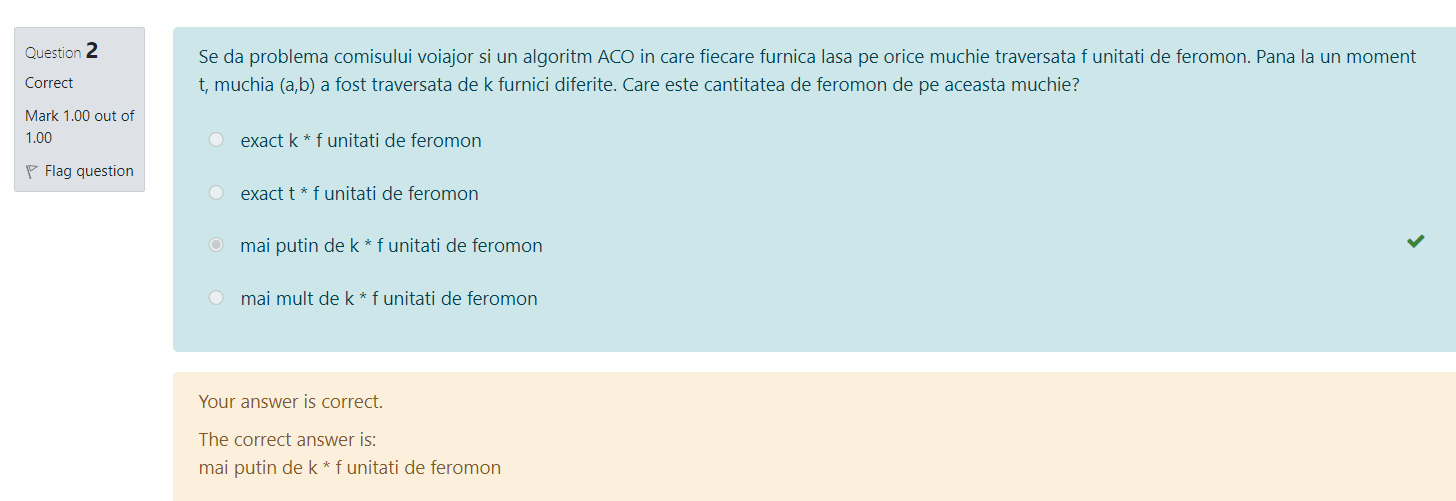 Question 2
Correct
Mark 1.00 out of
1.00
Flag question
Se da problema comisului voiajor si un algoritm ACO in care fiecare furnica lasa pe orice muchie traversata f unitati de feromon. Pana la un moment
t, muchia (a,b) a fost traversata de k furnici diferite. Care este cantitatea de feromon de pe aceasta muchie?
exact k * f unitati de feromon
exact t * f unitati de feromon
mai putin de k * f unitati de feromon
mai mult de k * f unitati de feromon
Your answer is correct.
The correct answer is:
mai putin de k * f unitati de feromon